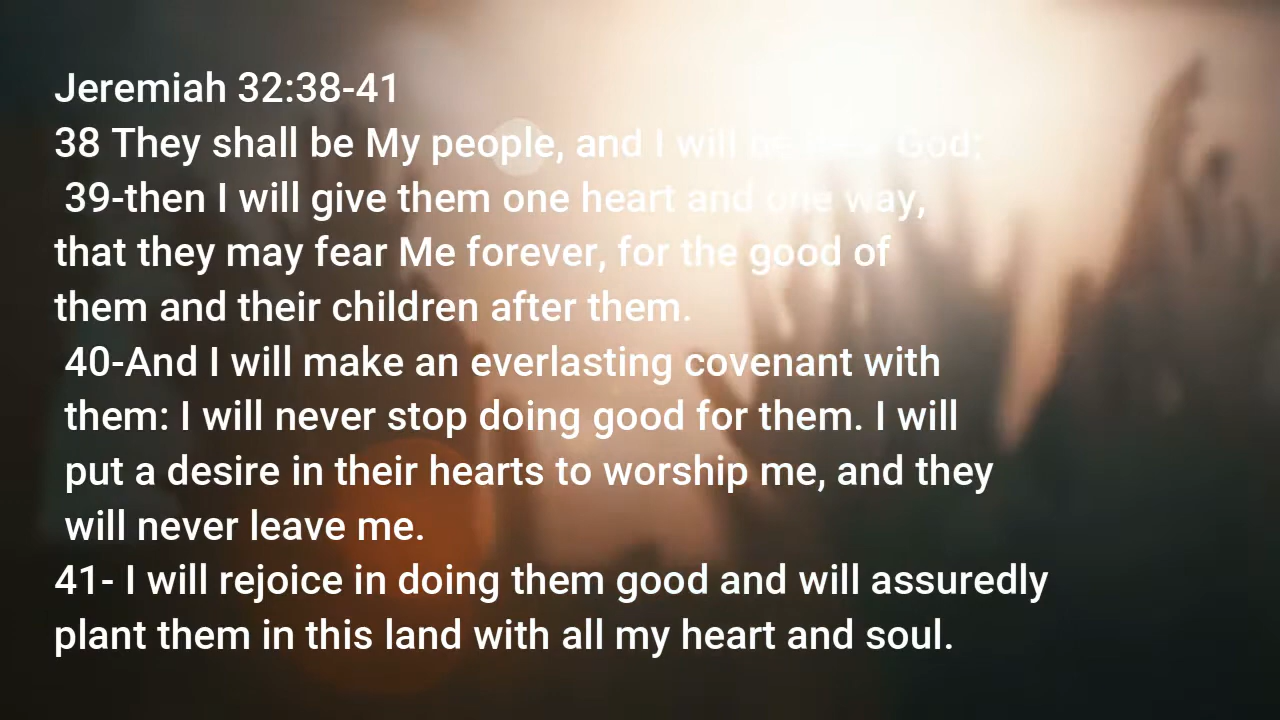 Jeremiah 32:38-41
38 They shall be My people, and I will be their God;
39-then I will give them one heart and one way,
that they may fear Me forever, for the good of
them and their children after them.
40-And I will make an everlasting covenant with
them: I will never stop doing good for them. I will
put a desire in their hearts to worship me, and they
will never leave me.
41- I will rejoice in doing them good and will assuredly
plant them in this land with all my heart and soul.